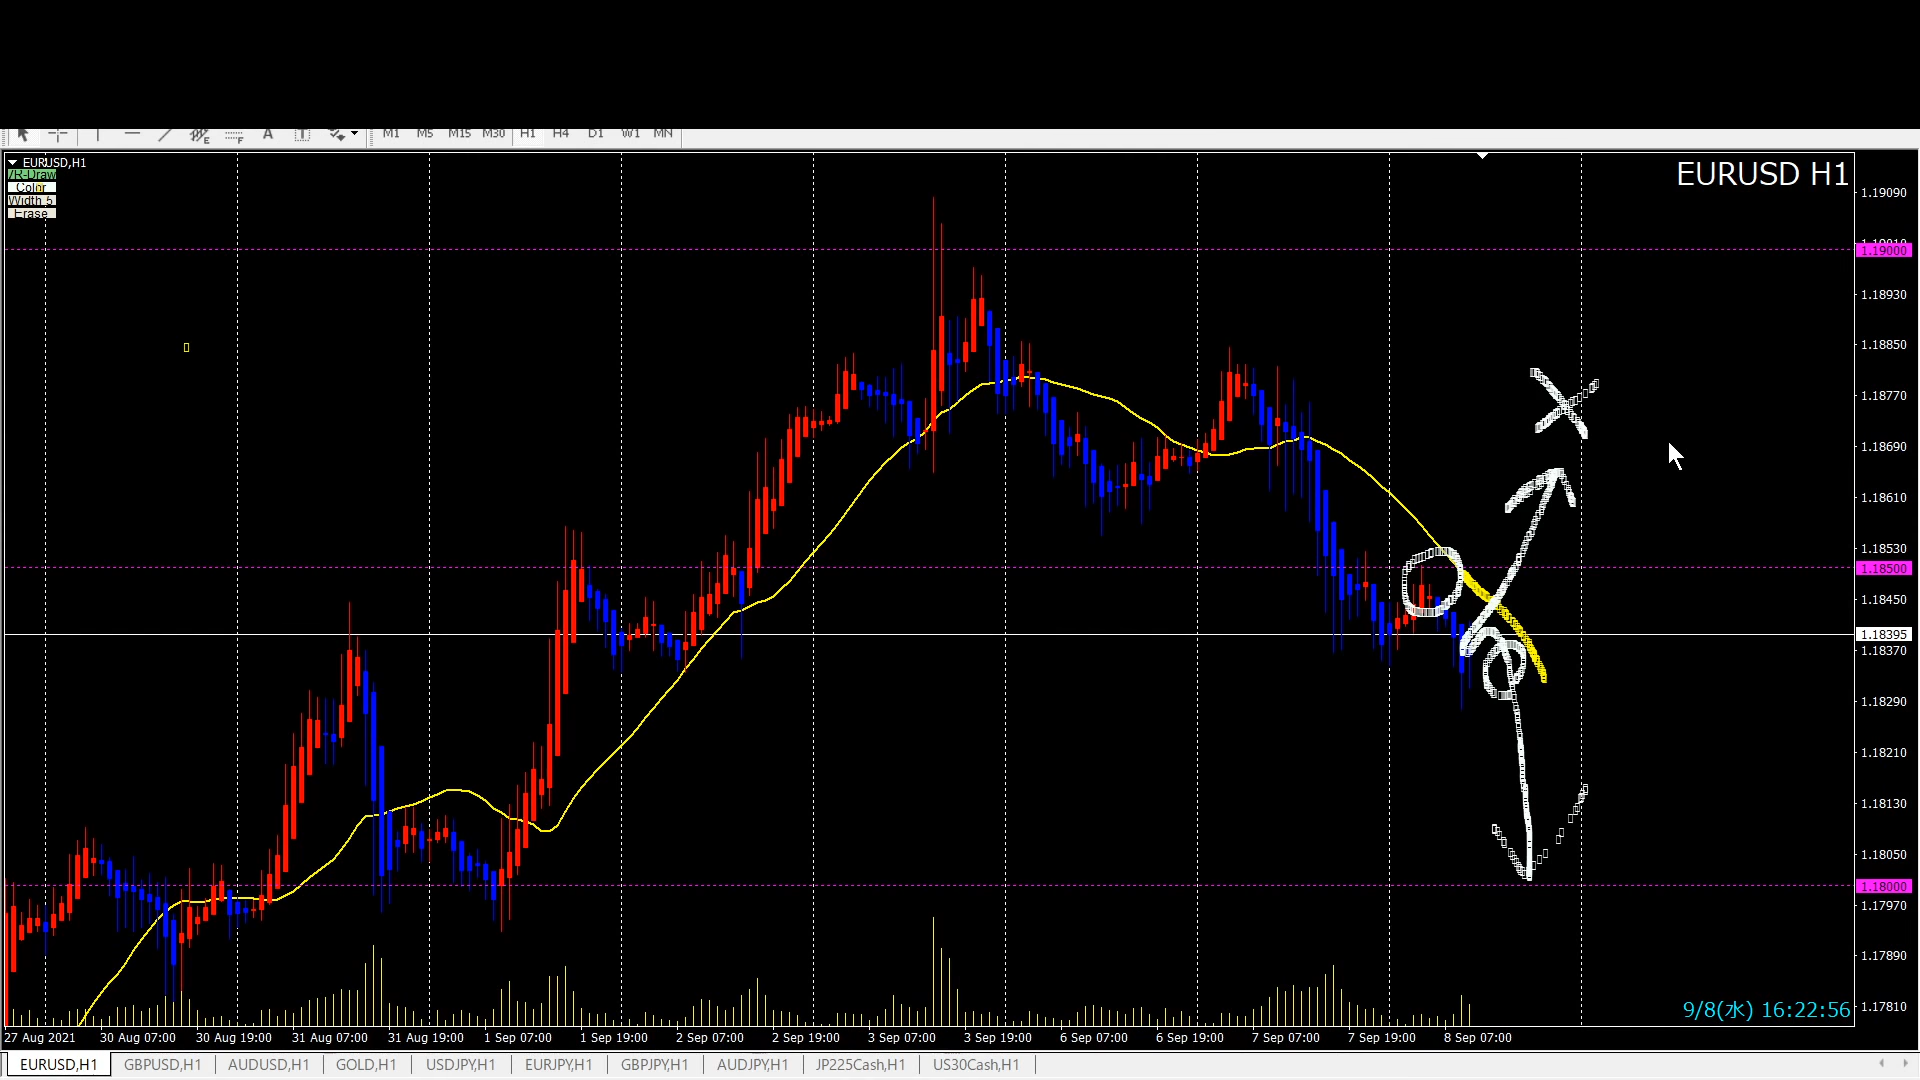 A T
M1 M5 M15 M30 H1 H4 D1 W1 MN
EURUSD,H1
EURUSD H1
/R-Draw
Color
Width 5
Erase
1.19090
1.19000
1.18930
1.18850
1.18770
1.18690
1.18610
1.18530
1.18500
1.18450
1.18395
1.18370
1.18290
1.18210
1.18130
1.18050
1.18000
1.17970
1.17890
1.17810
9/8(水) 16:22:56
27 Aug 2021 30 Aug 07:00 30 Aug 19:00 31 Aug 07:00 31 Aug 19:00 1 Sep 07:00 1 Sep 19:00 2 Sep 07:00 2 Sep 19:00 3 Sep 07:00 3 Sep 19:00 6 Sep 07:00 6 Sep 19:00 7 Sep 07:00 7 Sep 19:00 8 Sep 07:00
EURUSD,H1 GBPUSD,H1 AUDUSD,H1 GOLD,H1 USDJPY,H1 EURJPY,H1 GBPJPY,H1 AUDJPY,H1 JP225Cash,H1 US30Cash,H1